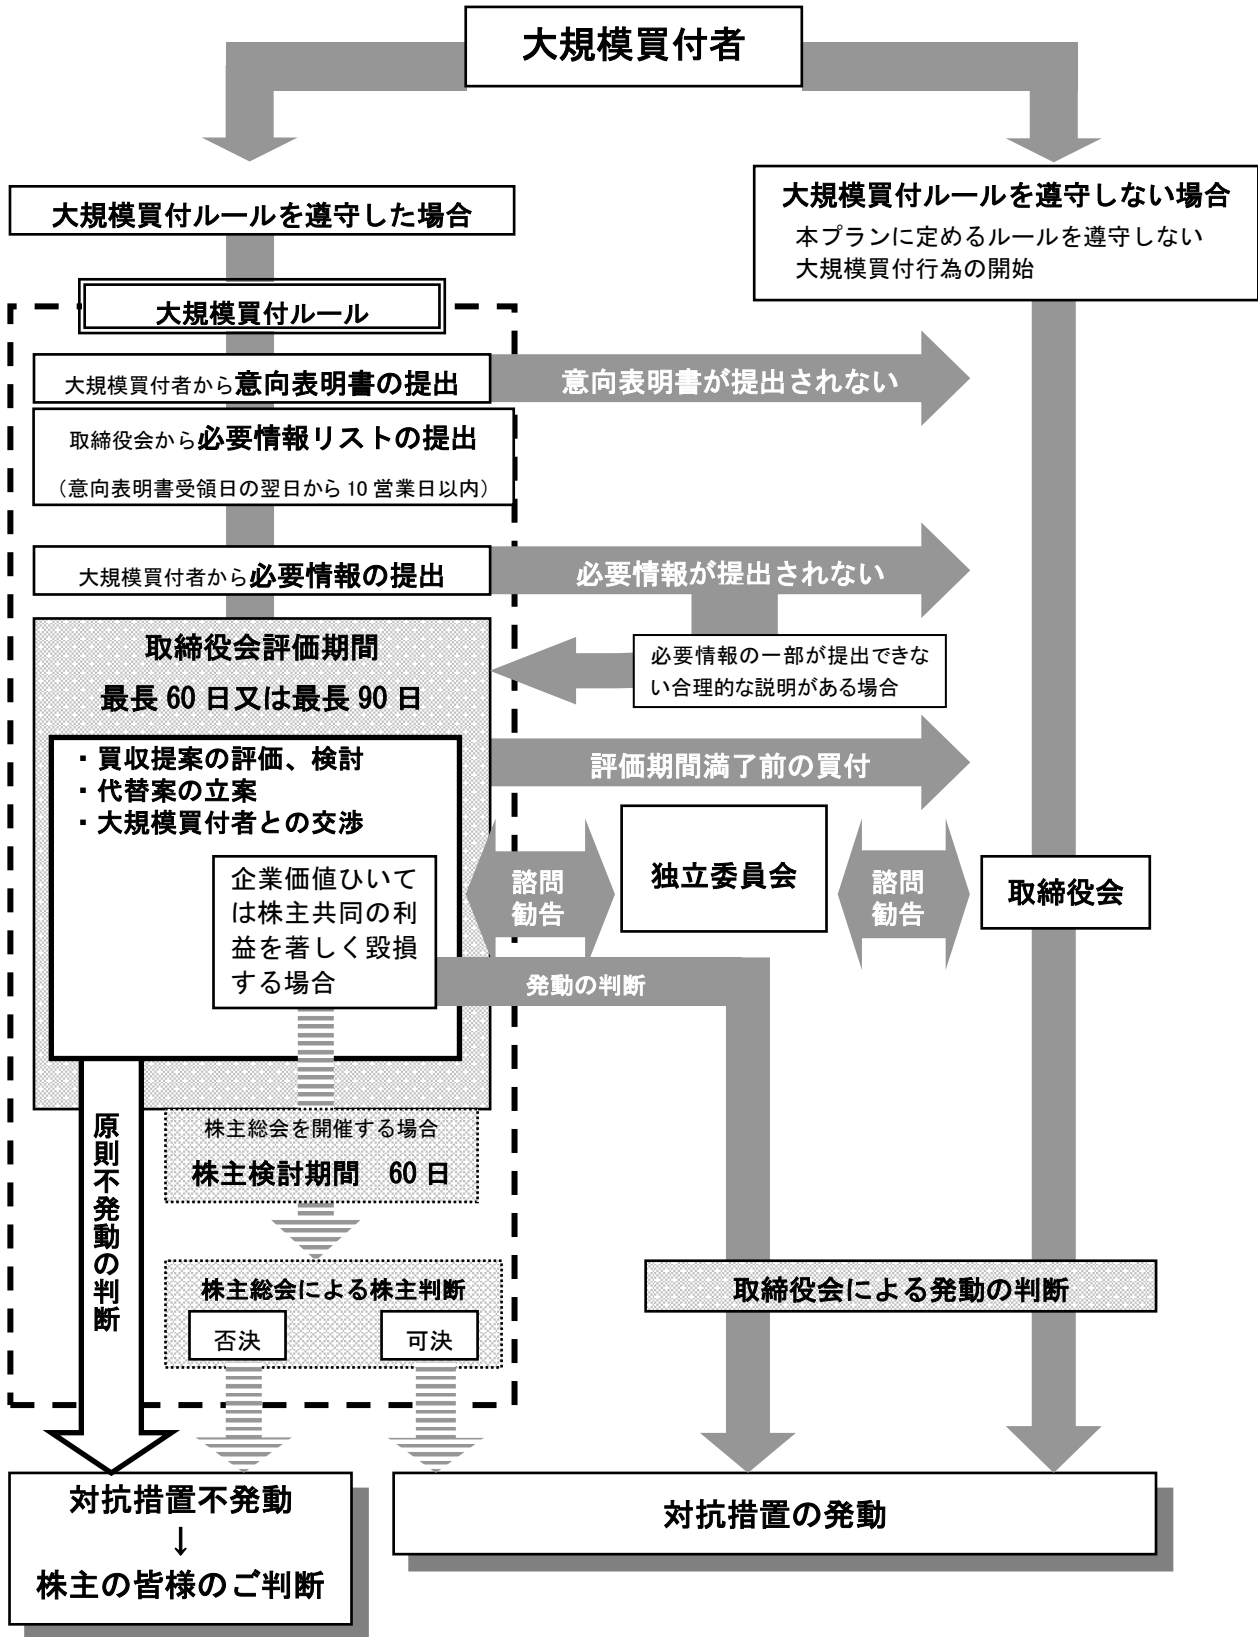 大規模買付者
大規模買付ルールを遵守した場合
大規模買付ルールを遵守しない場合
本プランに定めるルールを遵守しない
大規模買付行為の開始
大規模買付ルール
大規模買付者から意向表明書の提出
意向表明書が提出されない
取締役会から必要情報リストの提出
（意向表明書受領日の翌日から 10 営業日以内）
大規模買付者から必要情報の提出
必要情報が提出されない
必要情報の一部が提出できな
い合理的な説明がある場合
取締役会評価期間
最長 60 日又は最長 90 日
評価期間満了前の買付
・買収提案の評価、検討
・代替案の立案
・大規模買付者との交渉
企業価値ひいて
は株主共同の利
益を著しく毀損
する場合
諮問
勧告
独立委員会
諮問
勧告
取締役会
発動の判断
原則不発動の判断
株主総会を開催する場合
株主検討期間　60 日
株主総会による株主判断
否決
可決
取締役会による発動の判断
対抗措置不発動
↓
株主の皆様のご判断
対抗措置の発動